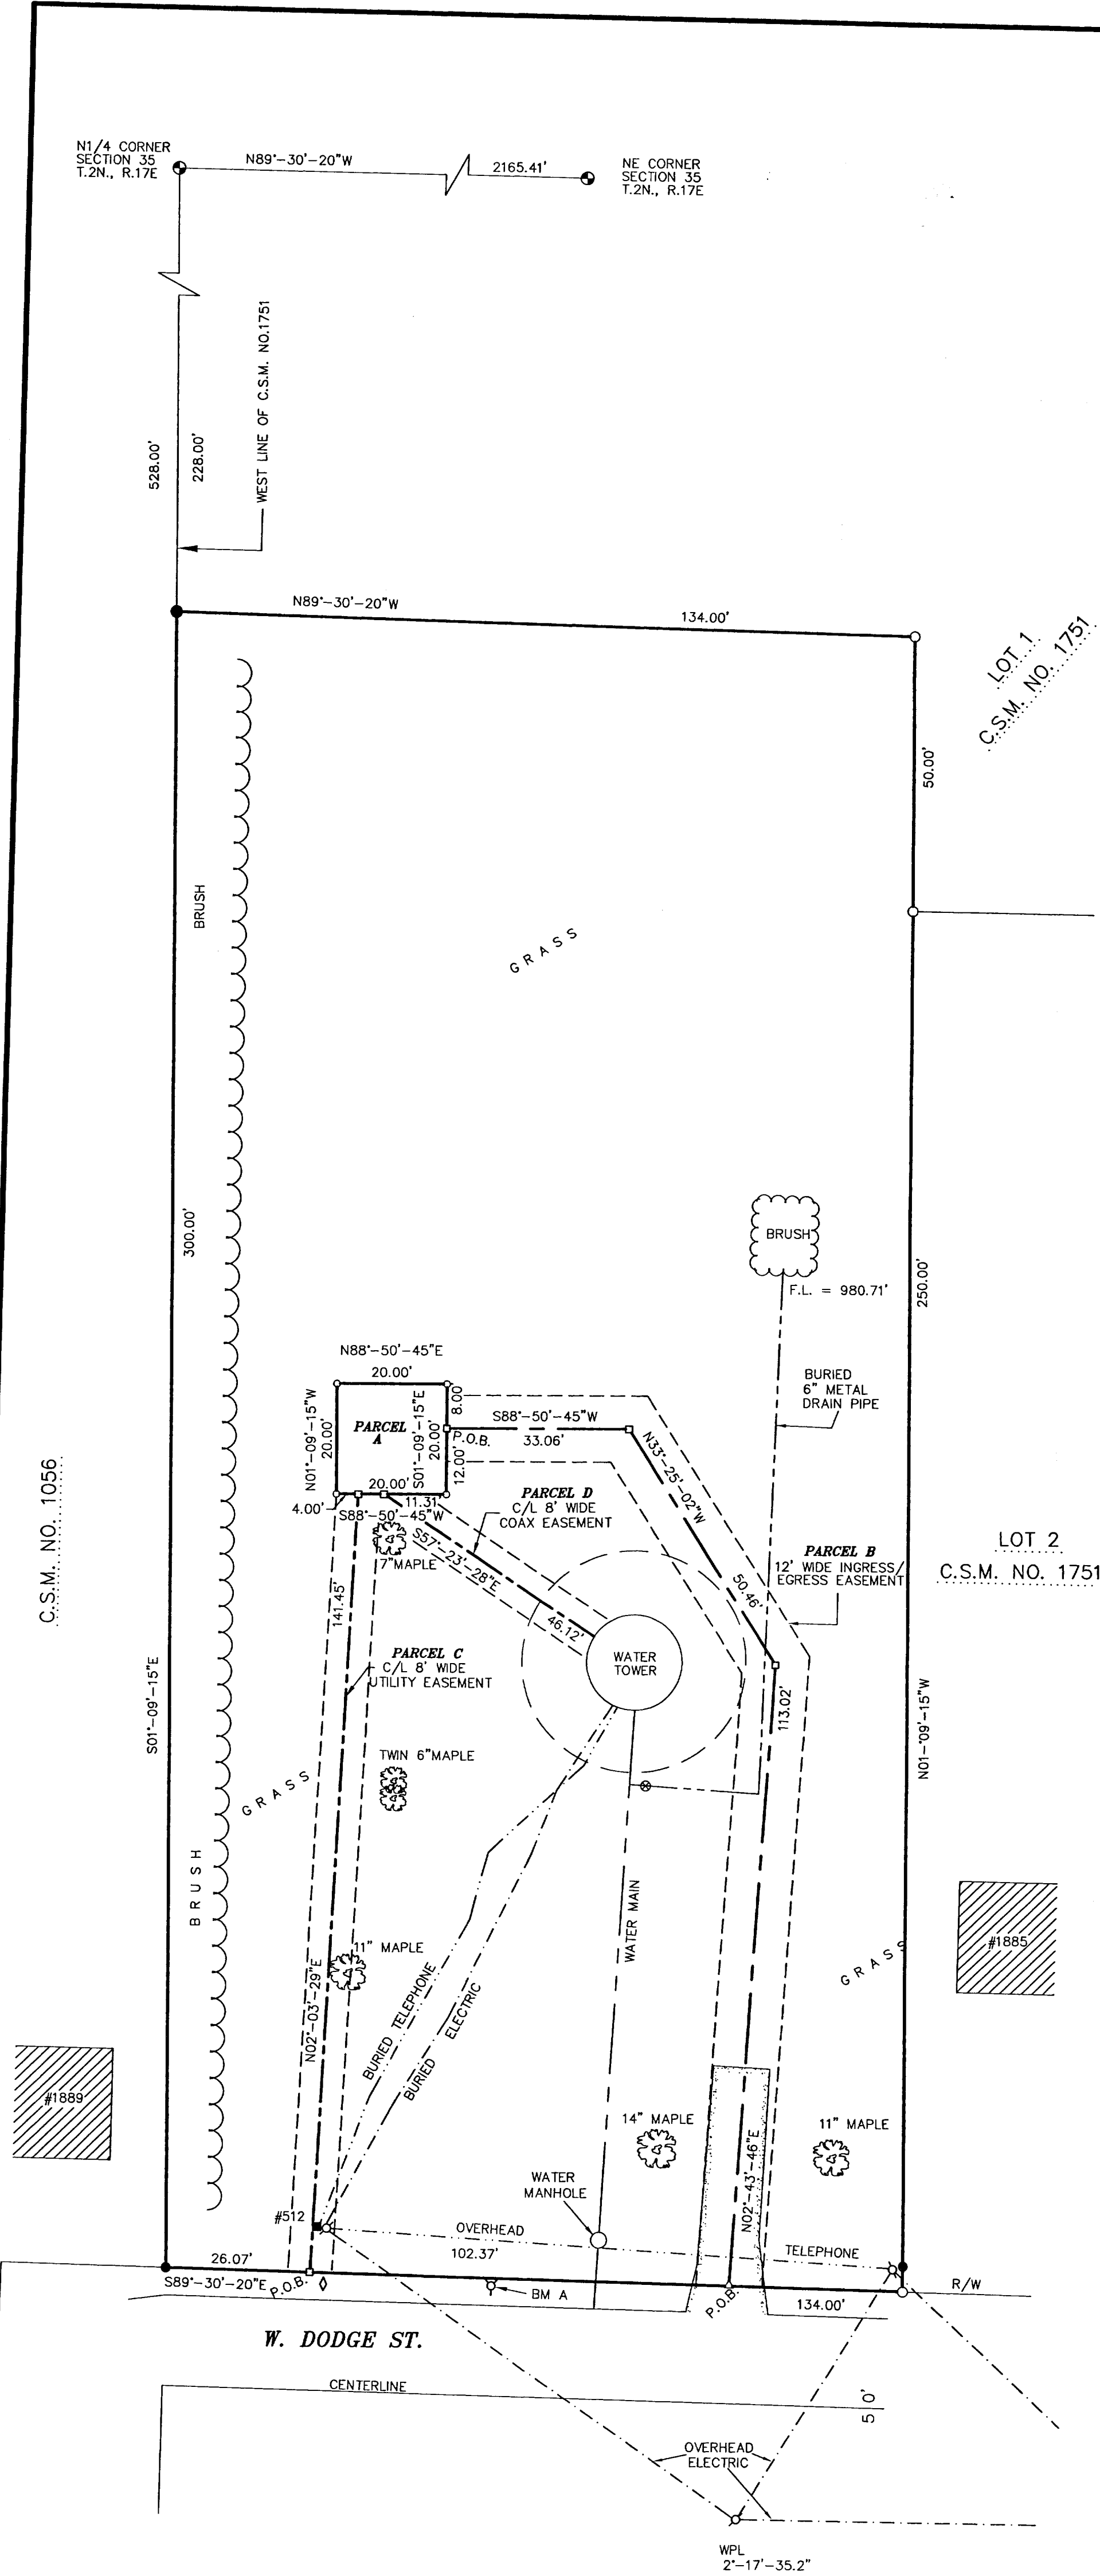 N1/4 CORNER
SECTION 35
T.2N., R.17E
N89°-30'-20"W
2165.41'
NE CORNER
SECTION 35
T.2N., R.17E
WEST LINE OF C.S.M. NO.1751
528.00'
228.00'
N89°-30'-20"W
134.00'
LOT 1
C.S.M. NO. 1751
50.00'
BRUSH
GRASS
300.00'
BRUSH
F.L. = 980.71'
250.00'
BURIED
6" METAL
DRAIN PIPE
N88°-50'-45"E
20.00'
N01°-09'-15"W
20.00'
PARCEL
A
S01°-09'-15"E
20.00'
8.00
12.00'
P.O.B.
S88°-50'-45"W
33.06'
N33°-25'-02"W
50.46'
20.00'
4.00'
11.31'
S88°-50'-45"W
PARCEL D
C/L 8' WIDE
COAX EASEMENT
S57°-23'-28"E
46.12'
7"MAPLE
PARCEL B
12' WIDE INGRESS/
EGRESS EASEMENT
C.S.M. NO. 1056
LOT 2
C.S.M. NO. 1751
141.45'
PARCEL C
C/L 8' WIDE
UTILITY EASEMENT
WATER
TOWER
113.02'
S01°-09'-15"E
N01-°09'-15"W
TWIN 6"MAPLE
GRASS
BRUSH
WATER MAIN
#1885
GRASS
11" MAPLE
N02°-03'-29"E
BURIED TELEPHONE
BURIED ELECTRIC
#1889
14" MAPLE
11" MAPLE
N02°-43'-46"E
WATER
MANHOLE
#512
OVERHEAD
TELEPHONE
26.07'
102.37'
S89°-30'-20"E
P.O.B.
BM A
P.O.B.
134.00'
R/W
W. DODGE ST.
CENTERLINE
50'
OVERHEAD
ELECTRIC
WPL
2°-17'-35.2"